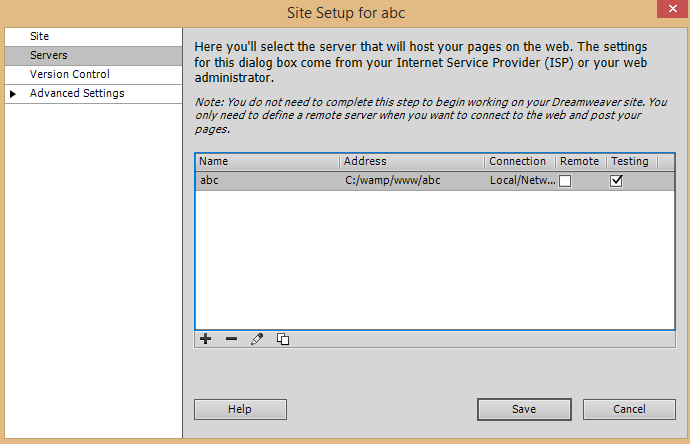 Site Setup for abc
Site
Servers
Version Control
Advanced Settings
Here you'll select the server that will host your pages on the web. The settings
for this dialog box come from your Internet Service Provider (ISP) or your web
administrator.
Note: You do not need to complete this step to begin working on your Dreamweaver site. You
only need to define a remote server when you want to connect to the web and post your
pages.
Name Address Connection Remote Testing
abc C:/wamp/www/abc Local/Netw...
Help Save Cancel